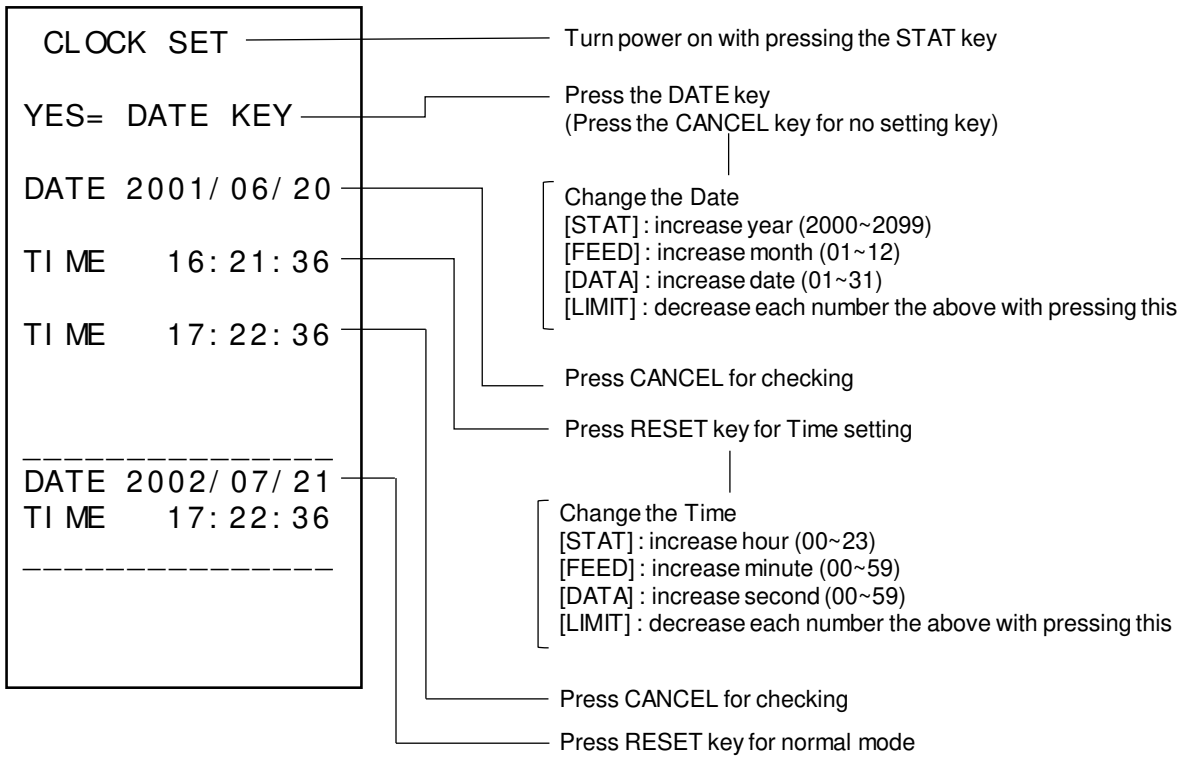 CLOCK SET
YES= DATE KEY
DATE 2001/06/20
TIME 16:21:36
TIME 17:22:36
_______________
DATE 2002/07/21
TIME 17:22:36
_______________
Turn power on with pressing the STAT key
Press the DATE key
(Press the CANCEL key for no setting key)
Change the Date
[STAT] : increase year (2000~2099)
[FEED] : increase month (01~12)
[DATA] : increase date (01~31)
[LIMIT] : decrease each number the above with pressing this
Press CANCEL for checking
Press RESET key for Time setting
Change the Time
[STAT] : increase hour (00~23)
[FEED] : increase minute (00~59)
[DATA] : increase second (00~59)
[LIMIT] : decrease each number the above with pressing this
Press CANCEL for checking
Press RESET key for normal mode